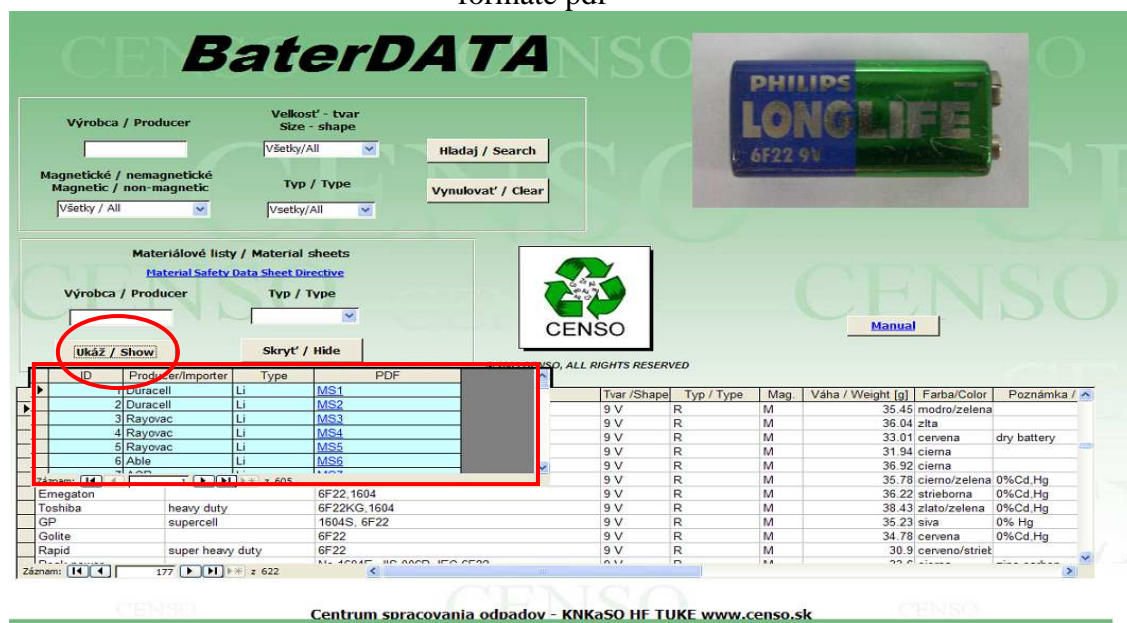 formáte pdf
BaterDATA
PHILIPS
LONGLIFE
6F22 9V
Výrobca / Producer
Velkosť - tvar
Size - shape
Všetky/All
Hladaj / Search
Magnetické / nemagnetické
Magnetic / non-magnetic
Typ / Type
Vynulovať / Clear
Všetky / All
Vsetky/All
Materiálové listy / Material sheets
Material Safety Data Sheet Directive
Výrobca / Producer
Typ / Type
CENSO
Manual
Ukáž / Show
Skryť / Hide
ALL RIGHTS RESERVED
ID Producer/Importer Type PDF
1 Duracell Li MS1
2 Duracell Li MS2
3 Rayovac Li MS3
4 Rayovac Li MS4
5 Rayovac Li MS5
6 Able Li MS6
Záznam: 1 z 605
Tvar /Shape Typ / Type Mag. Váha / Weight [g] Farba/Color Poznámka /
9 V R M 35.45 modro/zelena
9 V R M 36.04 zlta
9 V R M 33.01 cervena dry battery
9 V R M 31.94 cierna
9 V R M 36.92 cierna
9 V R M 35.78 cierno/zelena 0%Cd,Hg
Emegaton 6F22,1604 9 V R M 36.22 strieborna 0%Cd,Hg
Toshiba heavy duty 6F22KG,1604 9 V R M 38.43 zlato/zelena 0%Cd,Hg
GP supercell 1604S, 6F22 9 V R M 35.23 siva 0% Hg
Golite 6F22 9 V R M 34.78 cervena 0%Cd,Hg
Rapid super heavy duty 6F22 9 V R M 30.9 cerveno/strieb
Záznam: 177 z 622
Centrum spracovania odpadov - KNKaSO HF TUKE www.censo.sk